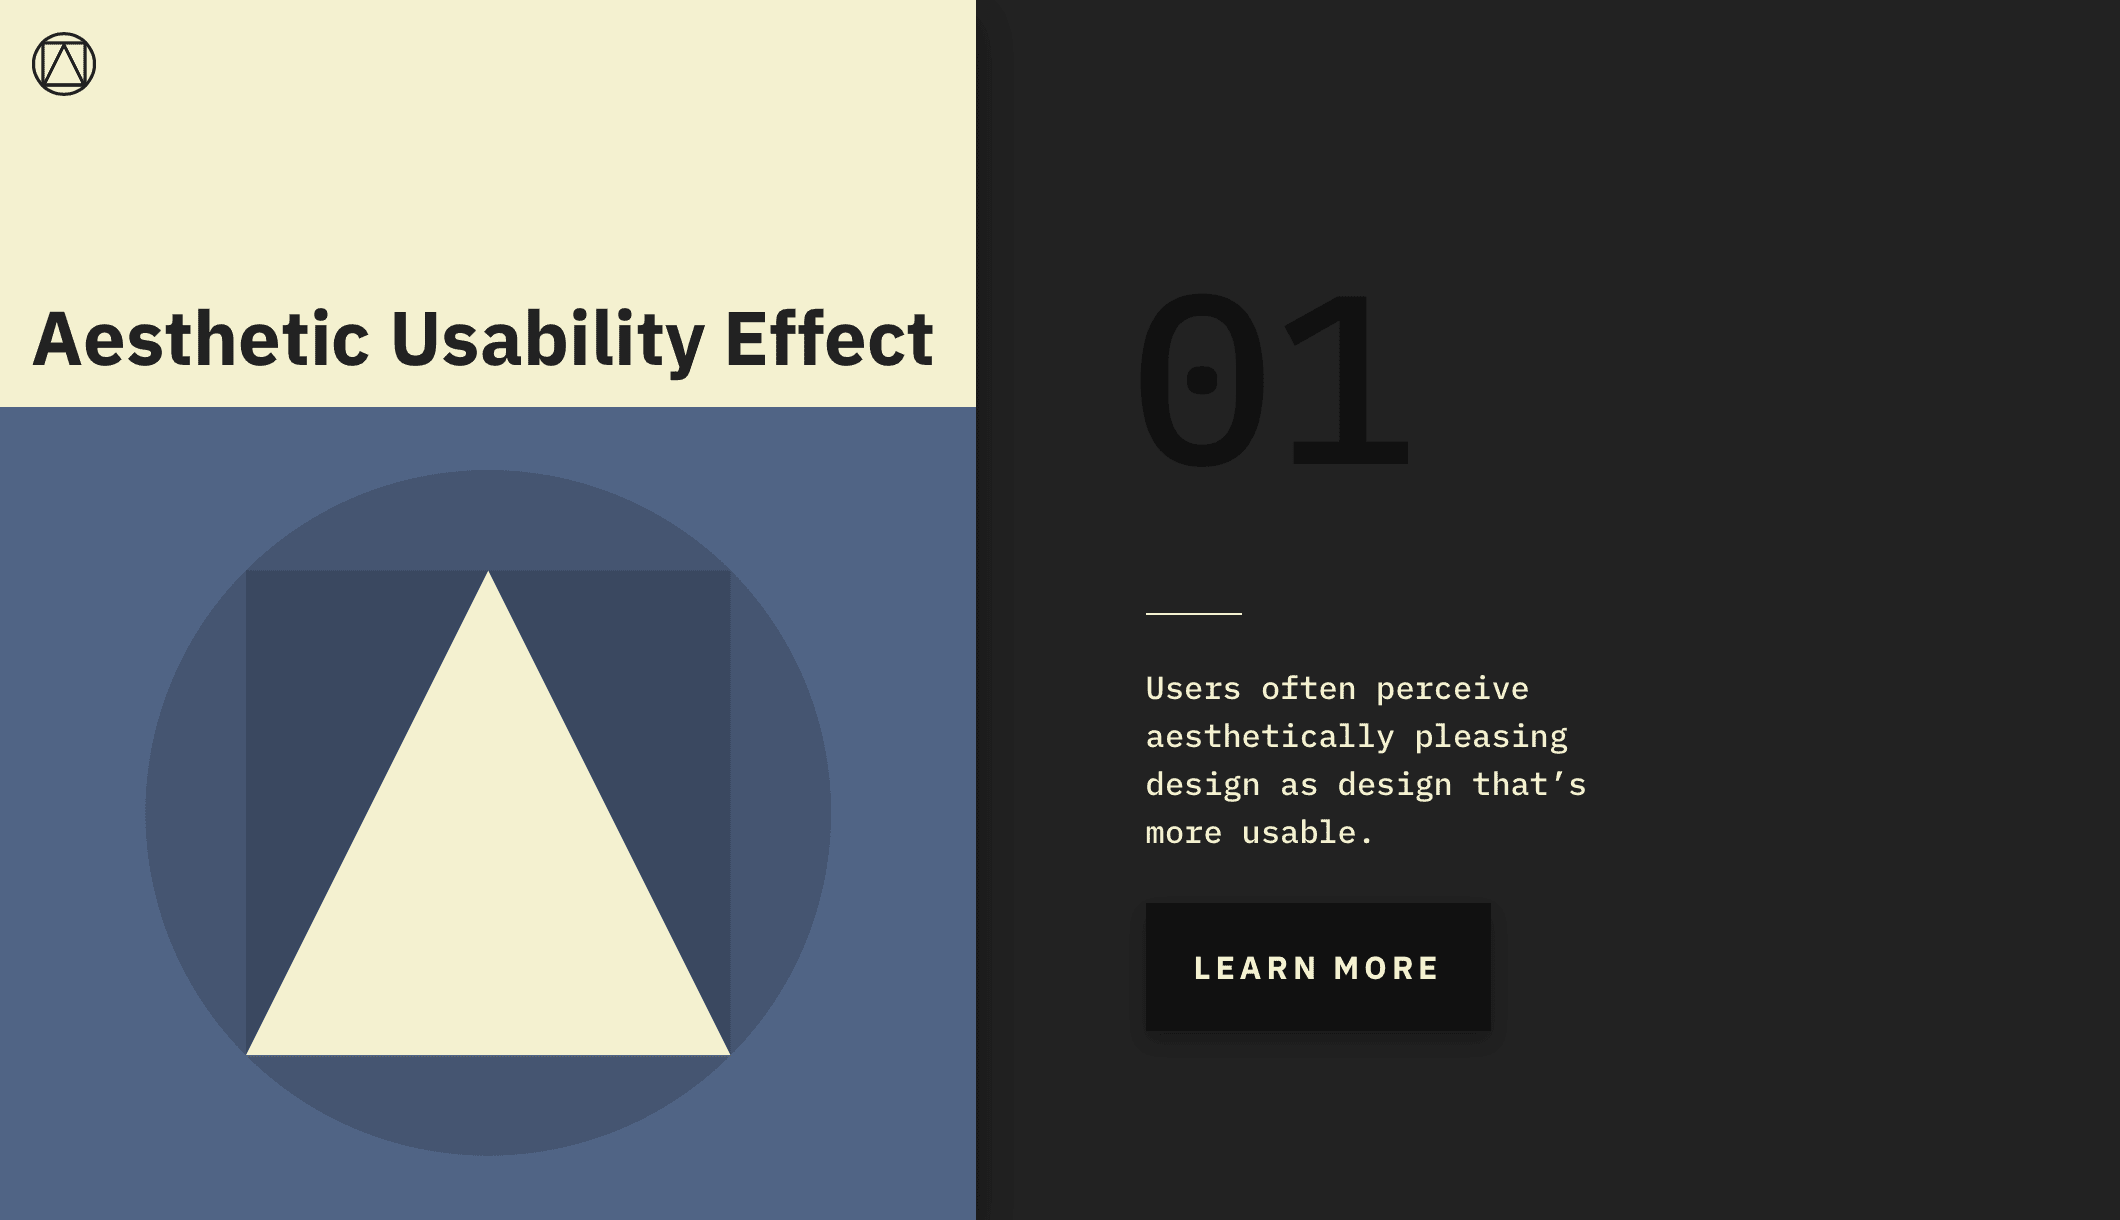 Aesthetic Usability Effect
01
Users often perceive
aesthetically pleasing
design as design that’s
more usable.
LEARN MORE